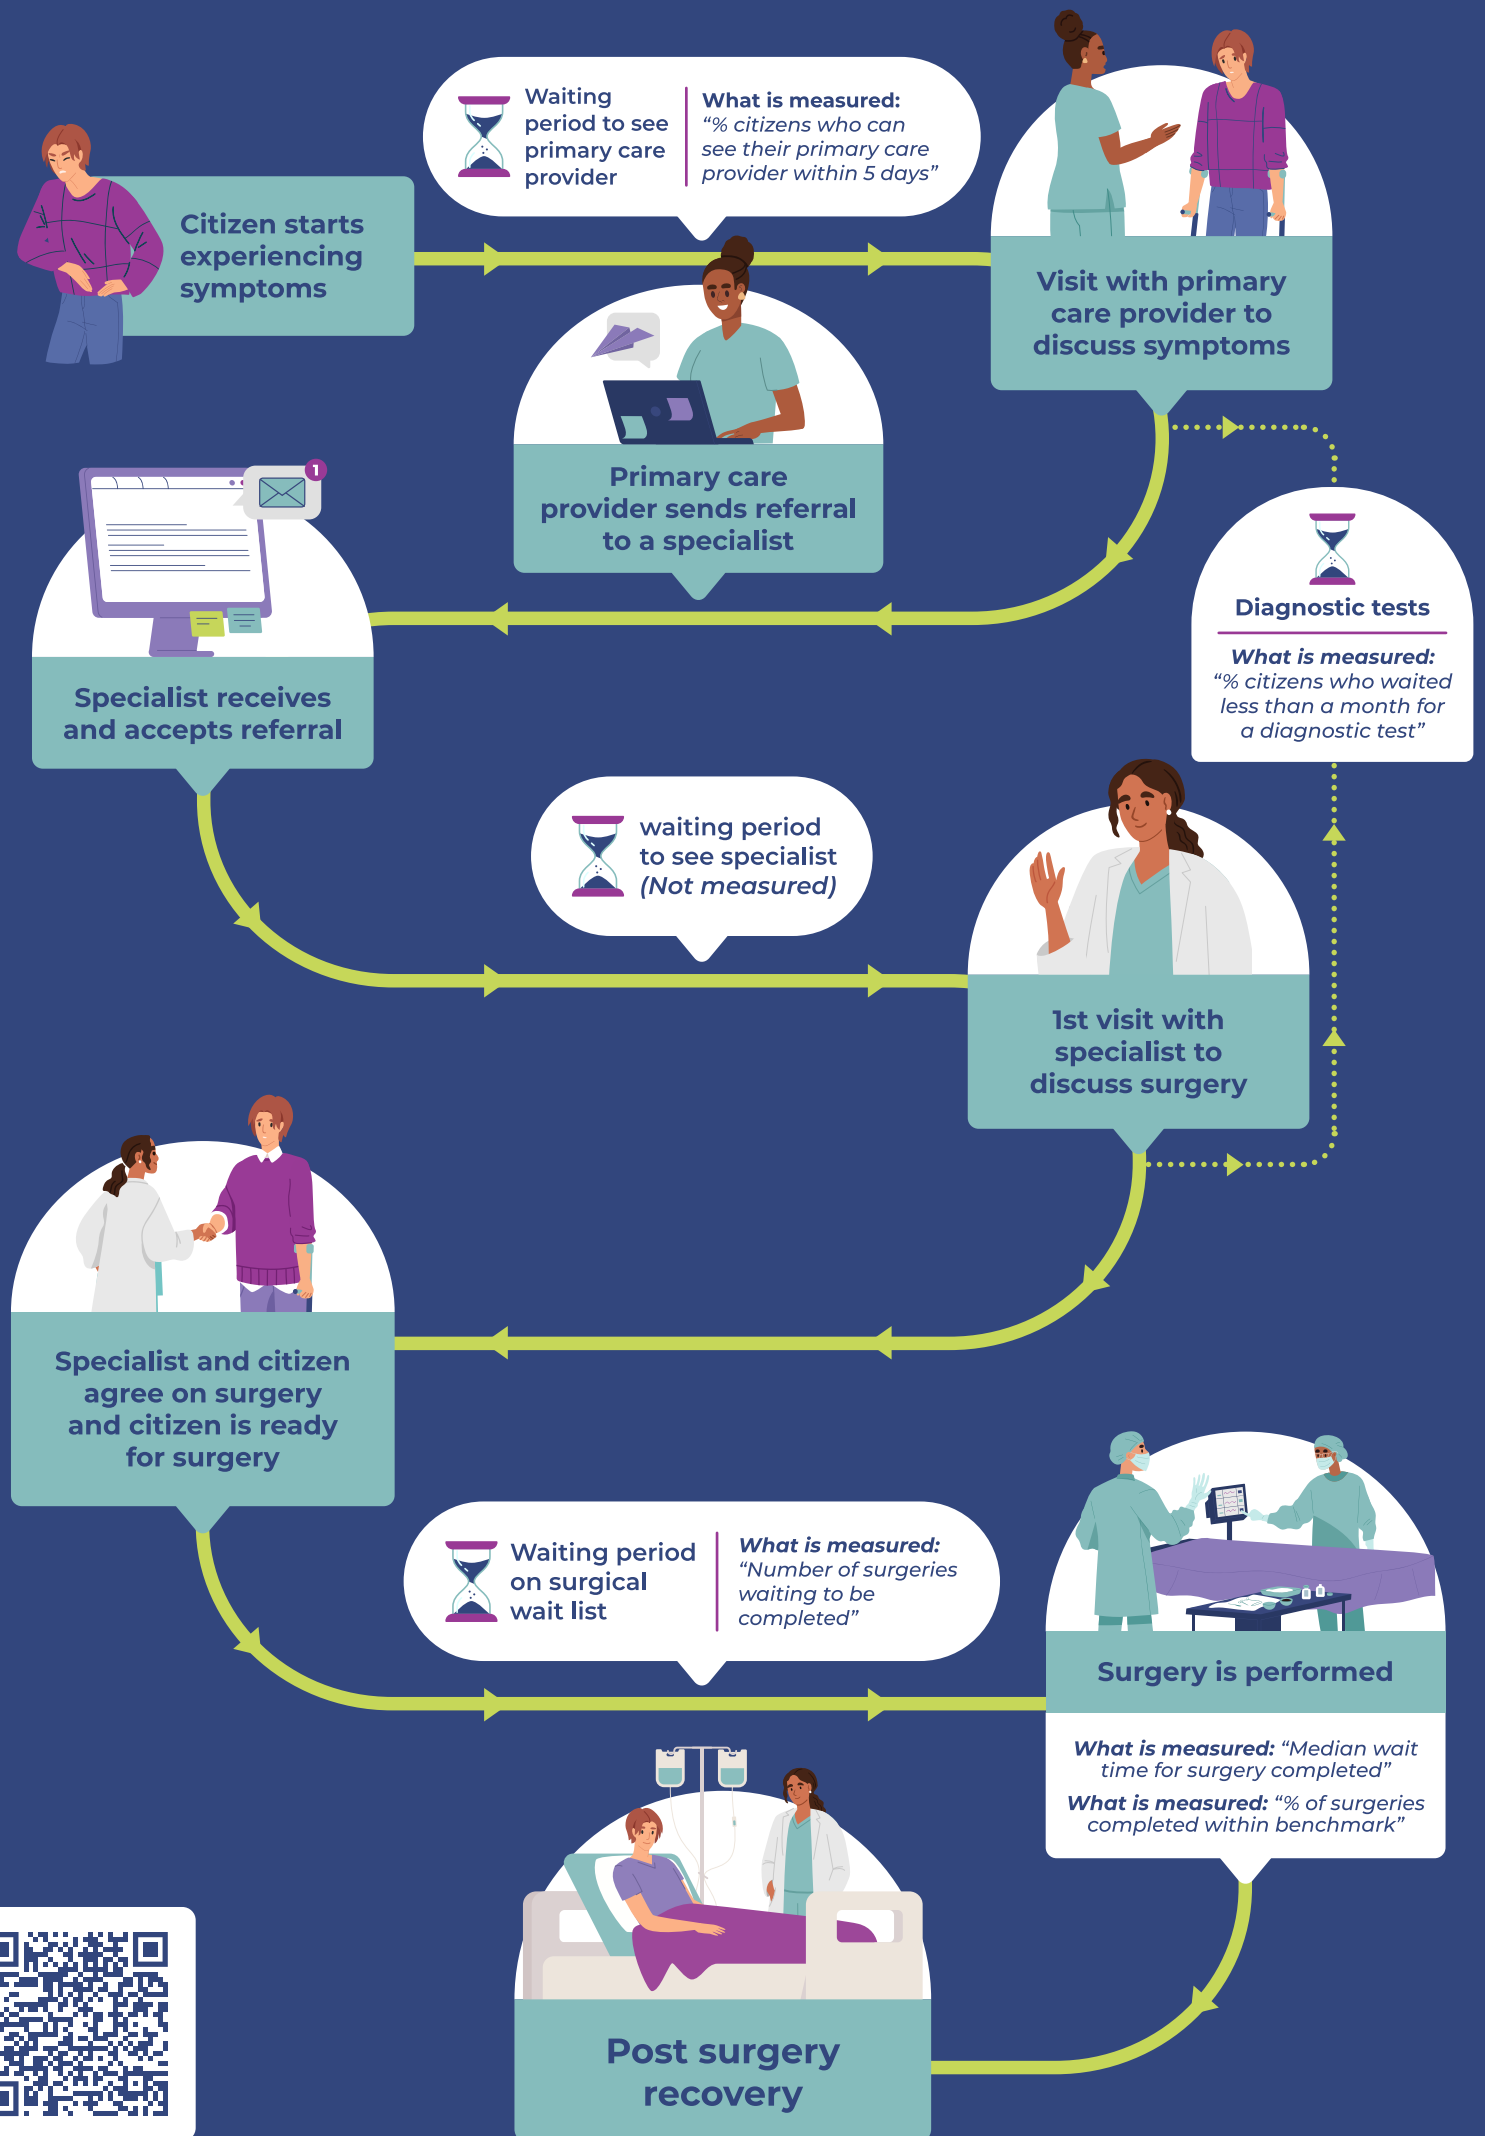 Citizen starts
experiencing
symptoms
Waiting
period to see
primary care
provider
What is measured:
“% citizens who can
see their primary care
provider within 5 days”
Visit with primary
care provider to
discuss symptoms
Primary care
provider sends referral
to a specialist
1
Specialist receives
and accepts referral
Diagnostic tests
What is measured:
“% citizens who waited
less than a month for
a diagnostic test”
waiting period
to see specialist
(Not measured)
1st visit with
specialist to
discuss surgery
Specialist and citizen
agree on surgery
and citizen is ready
for surgery
Waiting period
on surgical
wait list
What is measured:
“Number of surgeries
waiting to be
completed”
Surgery is performed
What is measured: “Median wait
time for surgery completed”
What is measured: “% of surgeries
completed within benchmark”
Post surgery
recovery